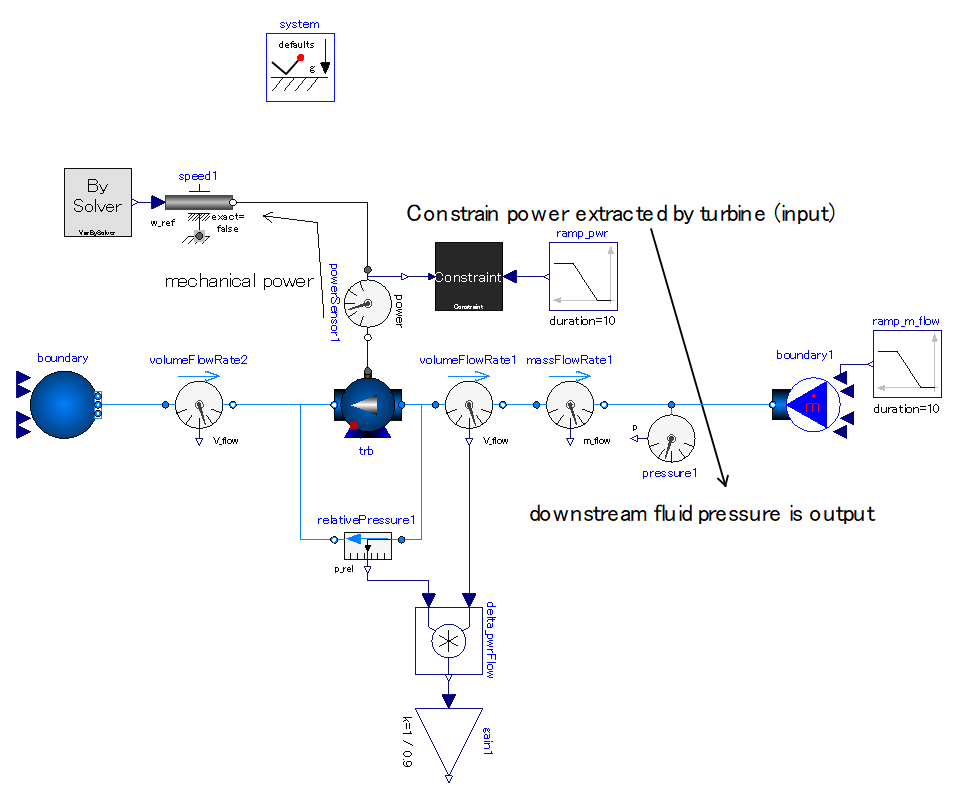 system
defaults
g
speed1
By
Solver
VarBySolver
w_ref
exact=
false
Constrain power extracted by turbine (input)
ramp_pwr
mechanical power
powerSensor1
power
Constraint
Constraint
duration=10
ramp_m_flow
boundary
volumeFlowRate2
volumeFlowRate1
massFlowRate1
boundary1
m
duration=10
V_flow
trb
V_flow
m_flow
p
pressure1
relativePressure1
downstream fluid pressure is output
p_rel
delta_pwrFlow
k=1 / 0.9
gain1